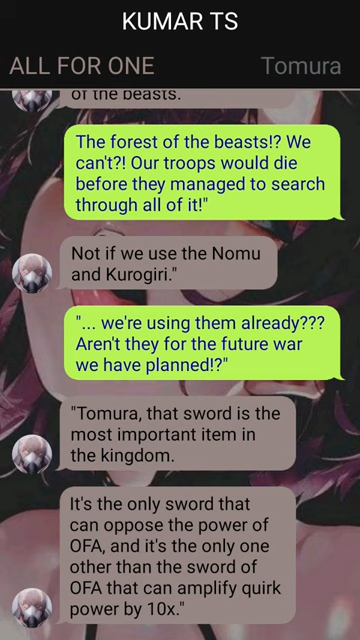 KUMAR TS
ALL FOR ONE
Tomura
of the beasts.
The forest of the beasts!? We
can't?! Our troops would die
before they managed to search
through all of it!"
Not if we use the Nomu
and Kurogiri."
"... we're using them already???
Aren't they for the future war
we have planned!?"
"Tomura, that sword is the
most important item in
the kingdom.
It's the only sword that
can oppose the power of
OFA, and it's the only one
other than the sword of
OFA that can amplify quirk
power by 10x."